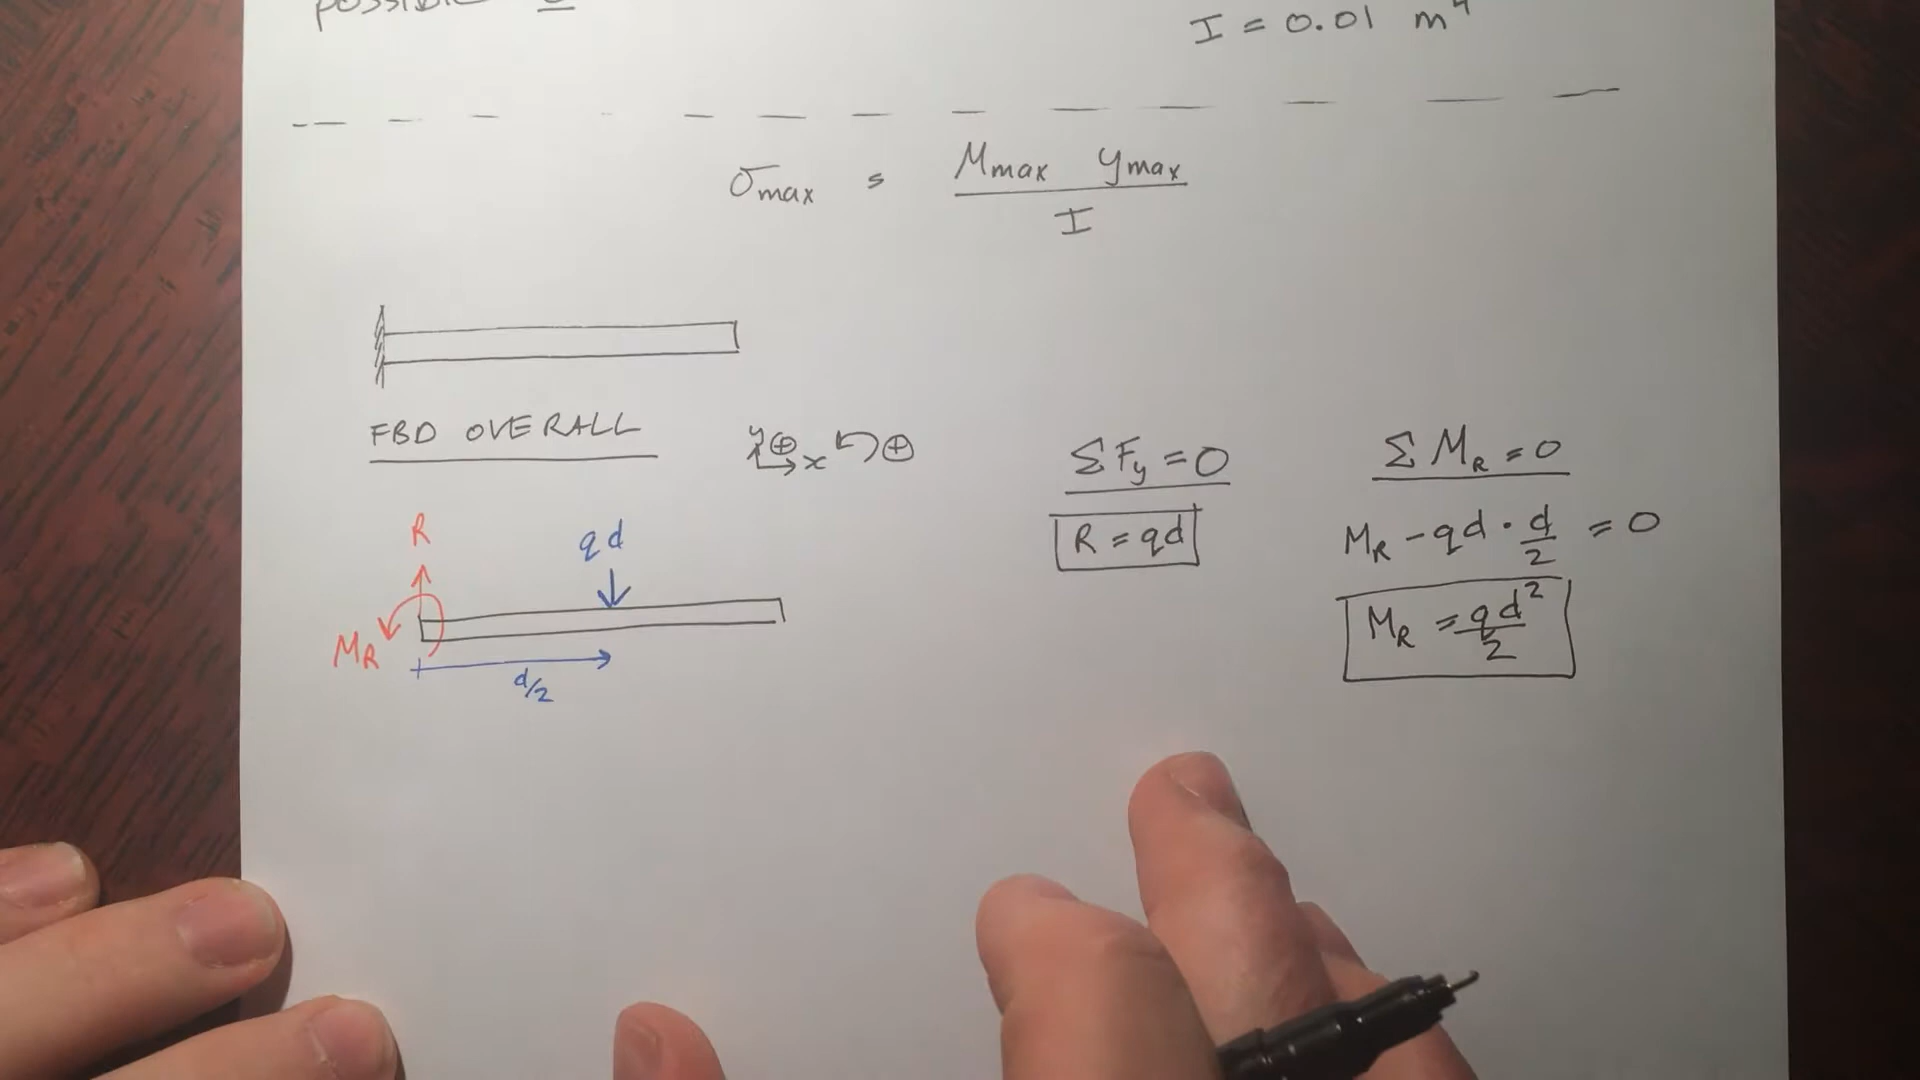 possible
I = 0.01 m⁴
σmax = Mmax ymax / I
FBD OVERALL
y ⊕ x ⊕
ΣFy = 0
R = qd
ΣMR = 0
MR - qd · d/2 = 0
MR = qd²/2
R
qd
MR
d/2